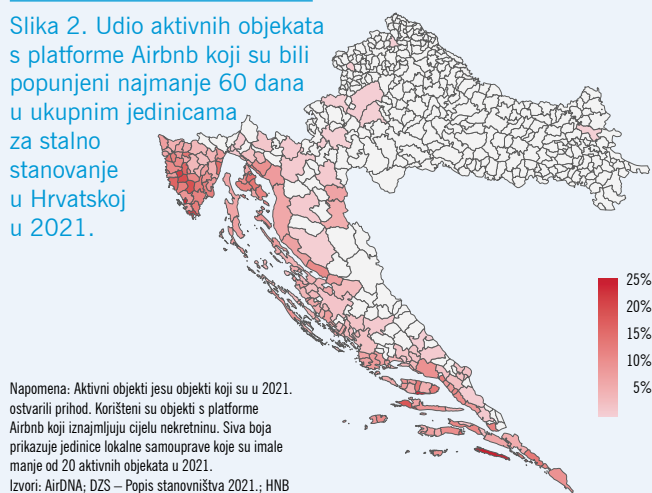 Slika 2. Udio aktivnih objekata
s platforme Airbnb koji su bili
popunjeni najmanje 60 dana
u ukupnim jedinicama
za stalno
stanovanje
u Hrvatskoj
u 2021.
25%
20%
15%
10%
5%
Napomena: Aktivni objekti jesu objekti koji su u 2021.
ostvarili prihod. Korišteni su objekti s platforme
Airbnb koji iznajmljuju cijelu nekretninu. Siva boja
prikazuje jedinice lokalne samouprave koje su imale
manje od 20 aktivnih objekata u 2021.
Izvori: AirDNA; DZS – Popis stanovništva 2021.; HNB